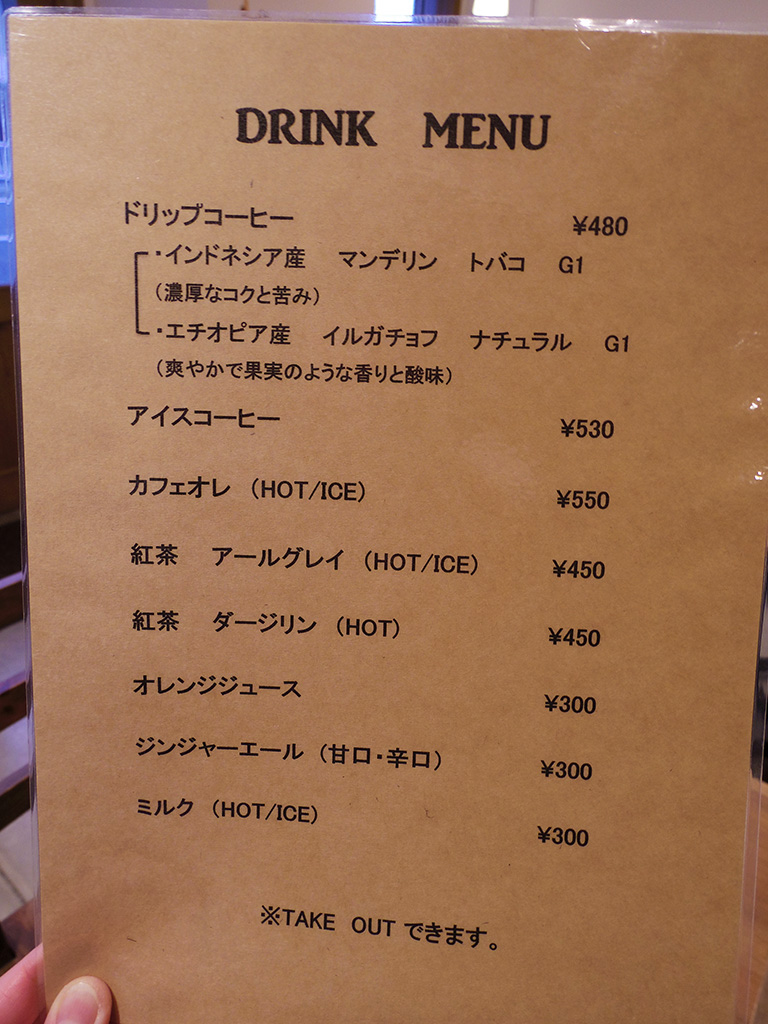 DRINK MENU
ドリップコーヒー ¥480
・インドネシア産 マンデリン トバコ G1
（濃厚なコクと苦み）
・エチオピア産 イルガチョフ ナチュラル G1
（爽やかで果実のような香りと酸味）
アイスコーヒー ¥530
カフェオレ （HOT/ICE） ¥550
紅茶 アールグレイ （HOT/ICE） ¥450
紅茶 ダージリン （HOT） ¥450
オレンジジュース ¥300
ジンジャーエール （甘口・辛口） ¥300
ミルク （HOT/ICE） ¥300
※TAKE OUT できます。